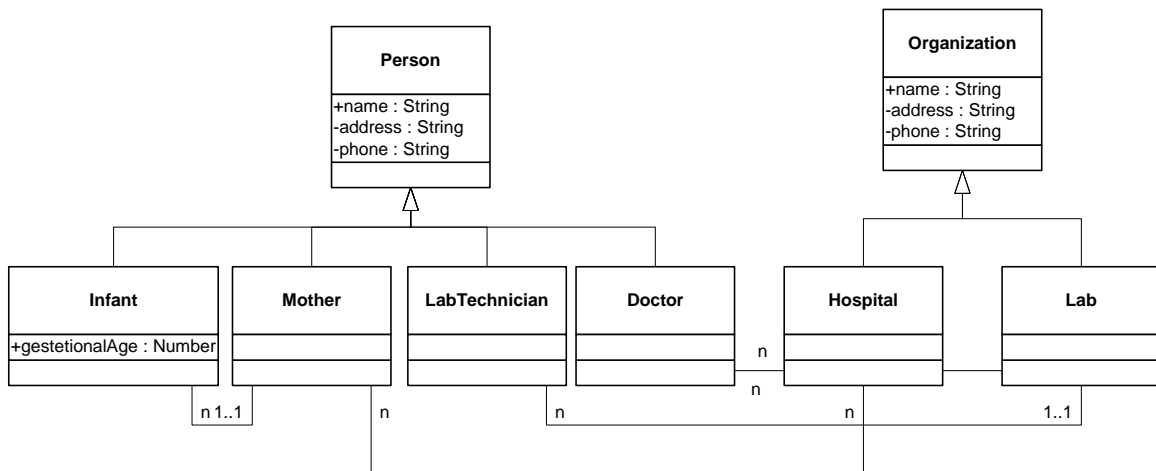 Person
+name : String
-address : String
-phone : String
Organization
+name : String
-address : String
-phone : String
Infant
+gestetionalAge : Number
Mother
LabTechnician
Doctor
Hospital
Lab
n
n
n 1..1
n
n
n
1..1